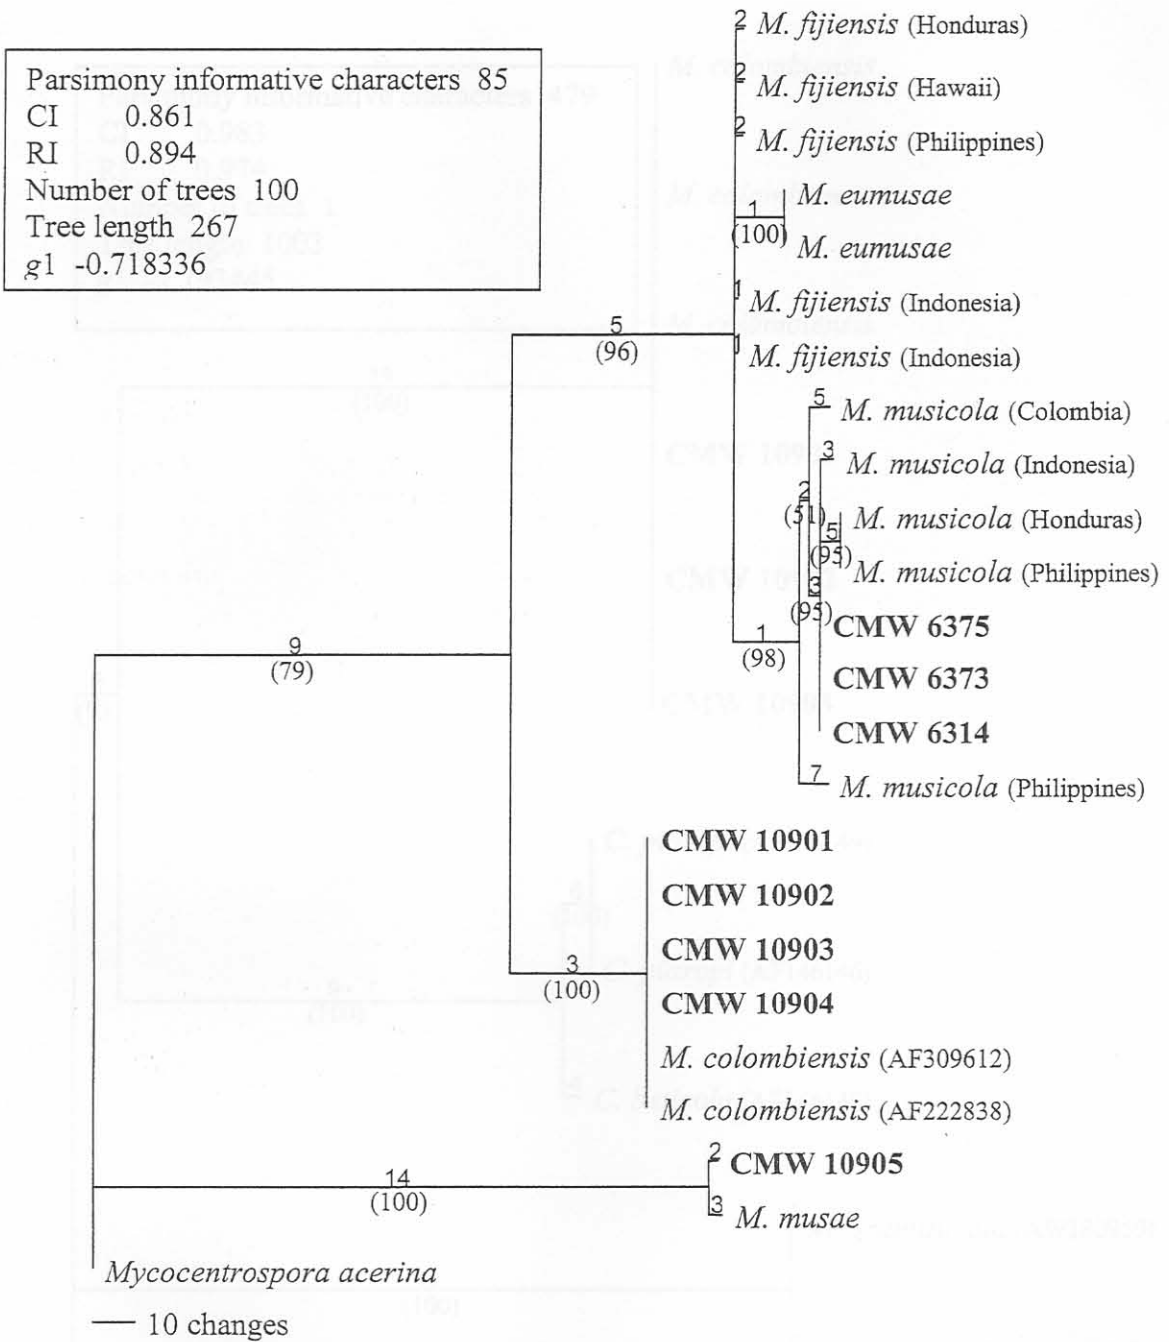 Parsimony informative characters 85
CI 0.861
RI 0.894
Number of trees 100
Tree length 267
g1 -0.718336
2 M. fijiensis (Honduras)
2 M. fijiensis (Hawaii)
2 M. fijiensis (Philippines)
M. eumusae
1
(100)
M. eumusae
1 M. fijiensis (Indonesia)
5
(96)
1 M. fijiensis (Indonesia)
5 M. musicola (Colombia)
3 M. musicola (Indonesia)
2
(51)
M. musicola (Honduras)
5
(95)
M. musicola (Philippines)
3
(95)
CMW 6375
1
(98)
9
(79)
CMW 6373
CMW 6314
7 M. musicola (Philippines)
CMW 10901
CMW 10902
CMW 10903
3
(100)
CMW 10904
M. colombiensis (AF309612)
M. colombiensis (AF222838)
2 CMW 10905
14
(100)
3 M. musae
Mycocentrospora acerina
10 changes